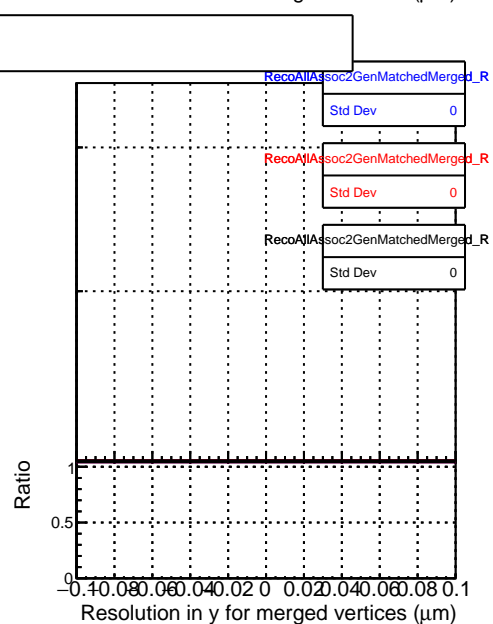 RecoAllAssoc2GenMatchedMerged_R
Std Dev 0
RecoAllAssoc2GenMatchedMerged_R
Std Dev 0
RecoAllAssoc2GenMatchedMerged_R
Std Dev 0
Ratio
1
0.5
0
−0.1 −0.08 −0.06 −0.04 −0.02 0 0.02 0.04 0.06 0.08 0.1
Resolution in y for merged vertices (μm)